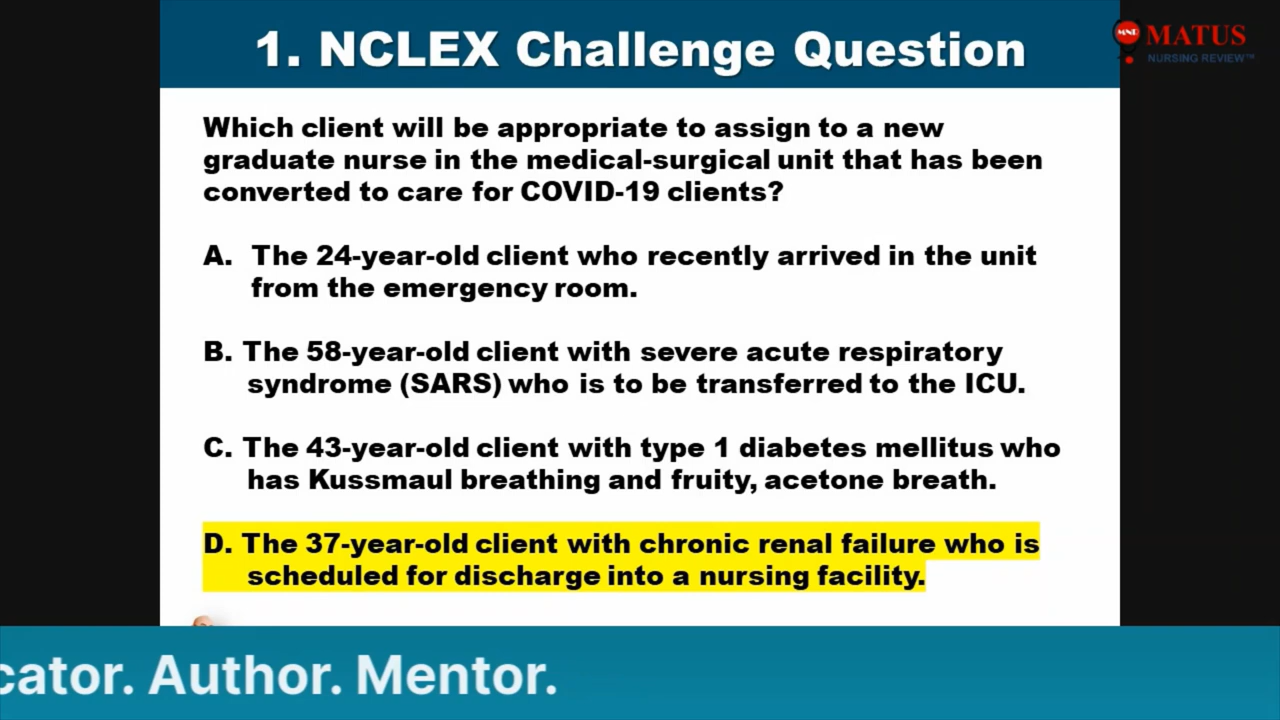 1. NCLEX Challenge Question
MNR
MATUS
NURSING REVIEW™
Which client will be appropriate to assign to a new
graduate nurse in the medical-surgical unit that has been
converted to care for COVID-19 clients?
A. The 24-year-old client who recently arrived in the unit
from the emergency room.
B. The 58-year-old client with severe acute respiratory
syndrome (SARS) who is to be transferred to the ICU.
C. The 43-year-old client with type 1 diabetes mellitus who
has Kussmaul breathing and fruity, acetone breath.
D. The 37-year-old client with chronic renal failure who is
scheduled for discharge into a nursing facility.
cator. Author. Mentor.